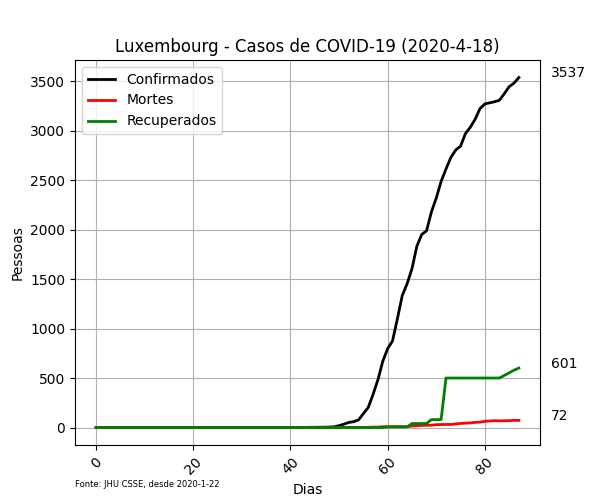 Luxembourg - Casos de COVID-19 (2020-4-18)
Confirmados
Mortes
Recuperados
3537
601
72
Pessoas
3500
3000
2500
2000
1500
1000
500
0
0
20
40
60
80
Dias
Fonte: JHU CSSE, desde 2020-1-22